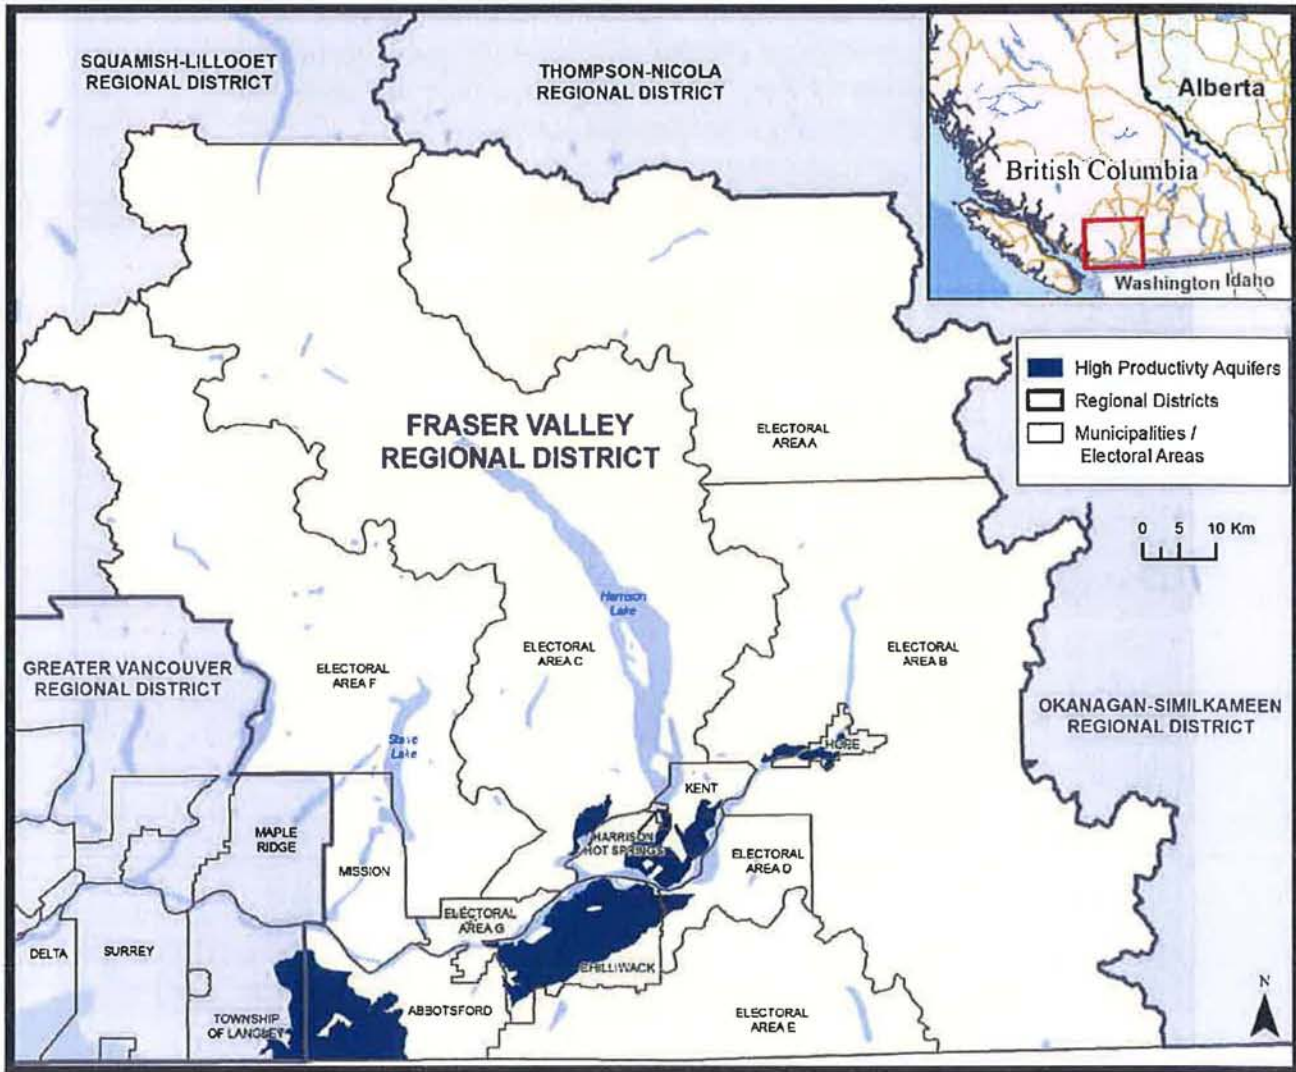 SQUAMISH-LILLOOET
REGIONAL DISTRICT
THOMPSON-NICOLA
REGIONAL DISTRICT
Alberta
British Columbia
Washington
Idaho
High Productivty Aquifers
Regional Districts
Municipalities /
Electoral Areas
0 5 10 Km
FRASER VALLEY
REGIONAL DISTRICT
ELECTORAL
AREA A
Harrison
Lake
GREATER VANCOUVER
REGIONAL DISTRICT
ELECTORAL
AREA F
ELECTORAL
AREA C
ELECTORAL
AREA B
OKANAGAN-SIMILKAMEEN
REGIONAL DISTRICT
Stave
Lake
HOPE
KENT
MAPLE
RIDGE
HARRISON
HOT SPRINGS
MISSION
ELECTORAL
AREA D
ELECTORAL
AREA G
DELTA
SURREY
CHILLIWACK
TOWNSHIP
OF LANGLEY
ABBOTSFORD
ELECTORAL
AREA E
N